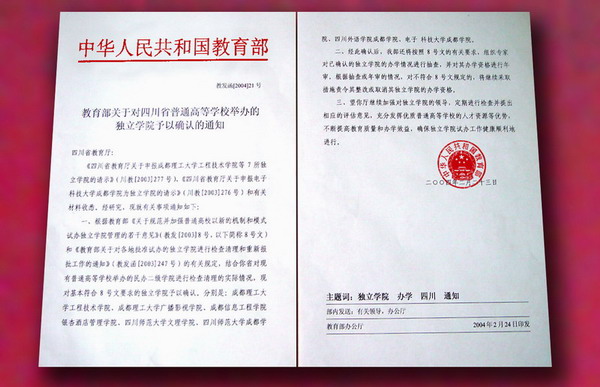 中华人民共和国教育部
教发函[2004]21号
教育部关于对四川省普通高等学校举办的
独立学院予以确认的通知
四川省教育厅：
《四川省教育厅关于申报成都理工大学工程技术学院等7所
独立学院的请示》（川教[2003]277号）、《四川省教育厅关于申报电子
科技大学成都学院为独立学院的请示》（川教[2003]276号）和有关
材料收悉。经研究，现就有关事项通知如下：
一、根据教育部《关于规范并加强普通高校以新的机制和模式
试办独立学院管理的若干意见》（教发[2003]8号，以下简称8号文）
和《教育部关于对各地批准试办的独立学院进行检查清理和重新报
批工作的通知》（教发函[2003]247号）的有关规定，结合你省对现
有普通高等学校举办的民办二级学院进行检查清理的实际情况，现
对基本符合8号文要求的独立学院予以确认，分别是：成都理工大
学工程技术学院、成都理工大学广播影视学院、成都信息工程学院
银杏酒店管理学院、四川师范大学文理学院、四川师范大学成都学
院、四川外语学院成都学院、电子科技大学成都学院。
二、经此确认后，我部还将按照8号文的有关要求，组织专家
对已确认的独立学院的办学情况进行抽查，并对其办学资格进行年
审，根据抽查或年审的情况，对不符合8号文规定的，将继续采取
措施责令其整改或取消其独立学院的办学资格。
三、望你厅继续加强对独立学院的领导，定期进行检查并提出
相应的评估意见，充分发挥优质普通高等学校的人才资源等优势，
不断提高教育质量和办学效益，确保独立学院试办工作健康顺利地
进行。
中华人民共和国教育部
二〇〇四年二月二十三日
主题词：独立学院 办学 四川 通知
部内发送：有关领导，办公厅
教育部办公厅 2004年2月24日印发